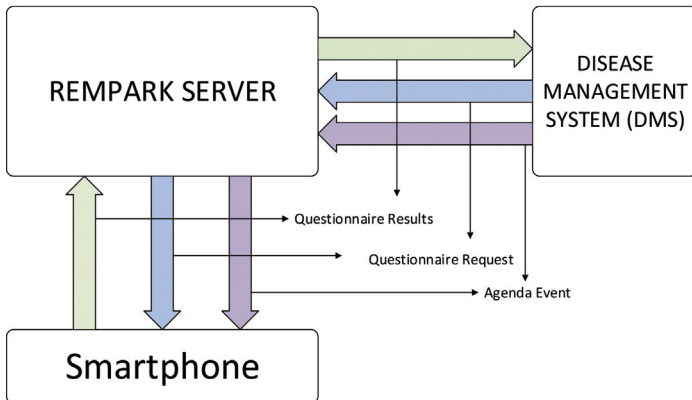 REMPARK SERVER
DISEASE
MANAGEMENT
SYSTEM (DMS)
Questionnaire Results
Questionnaire Request
Agenda Event
Smartphone